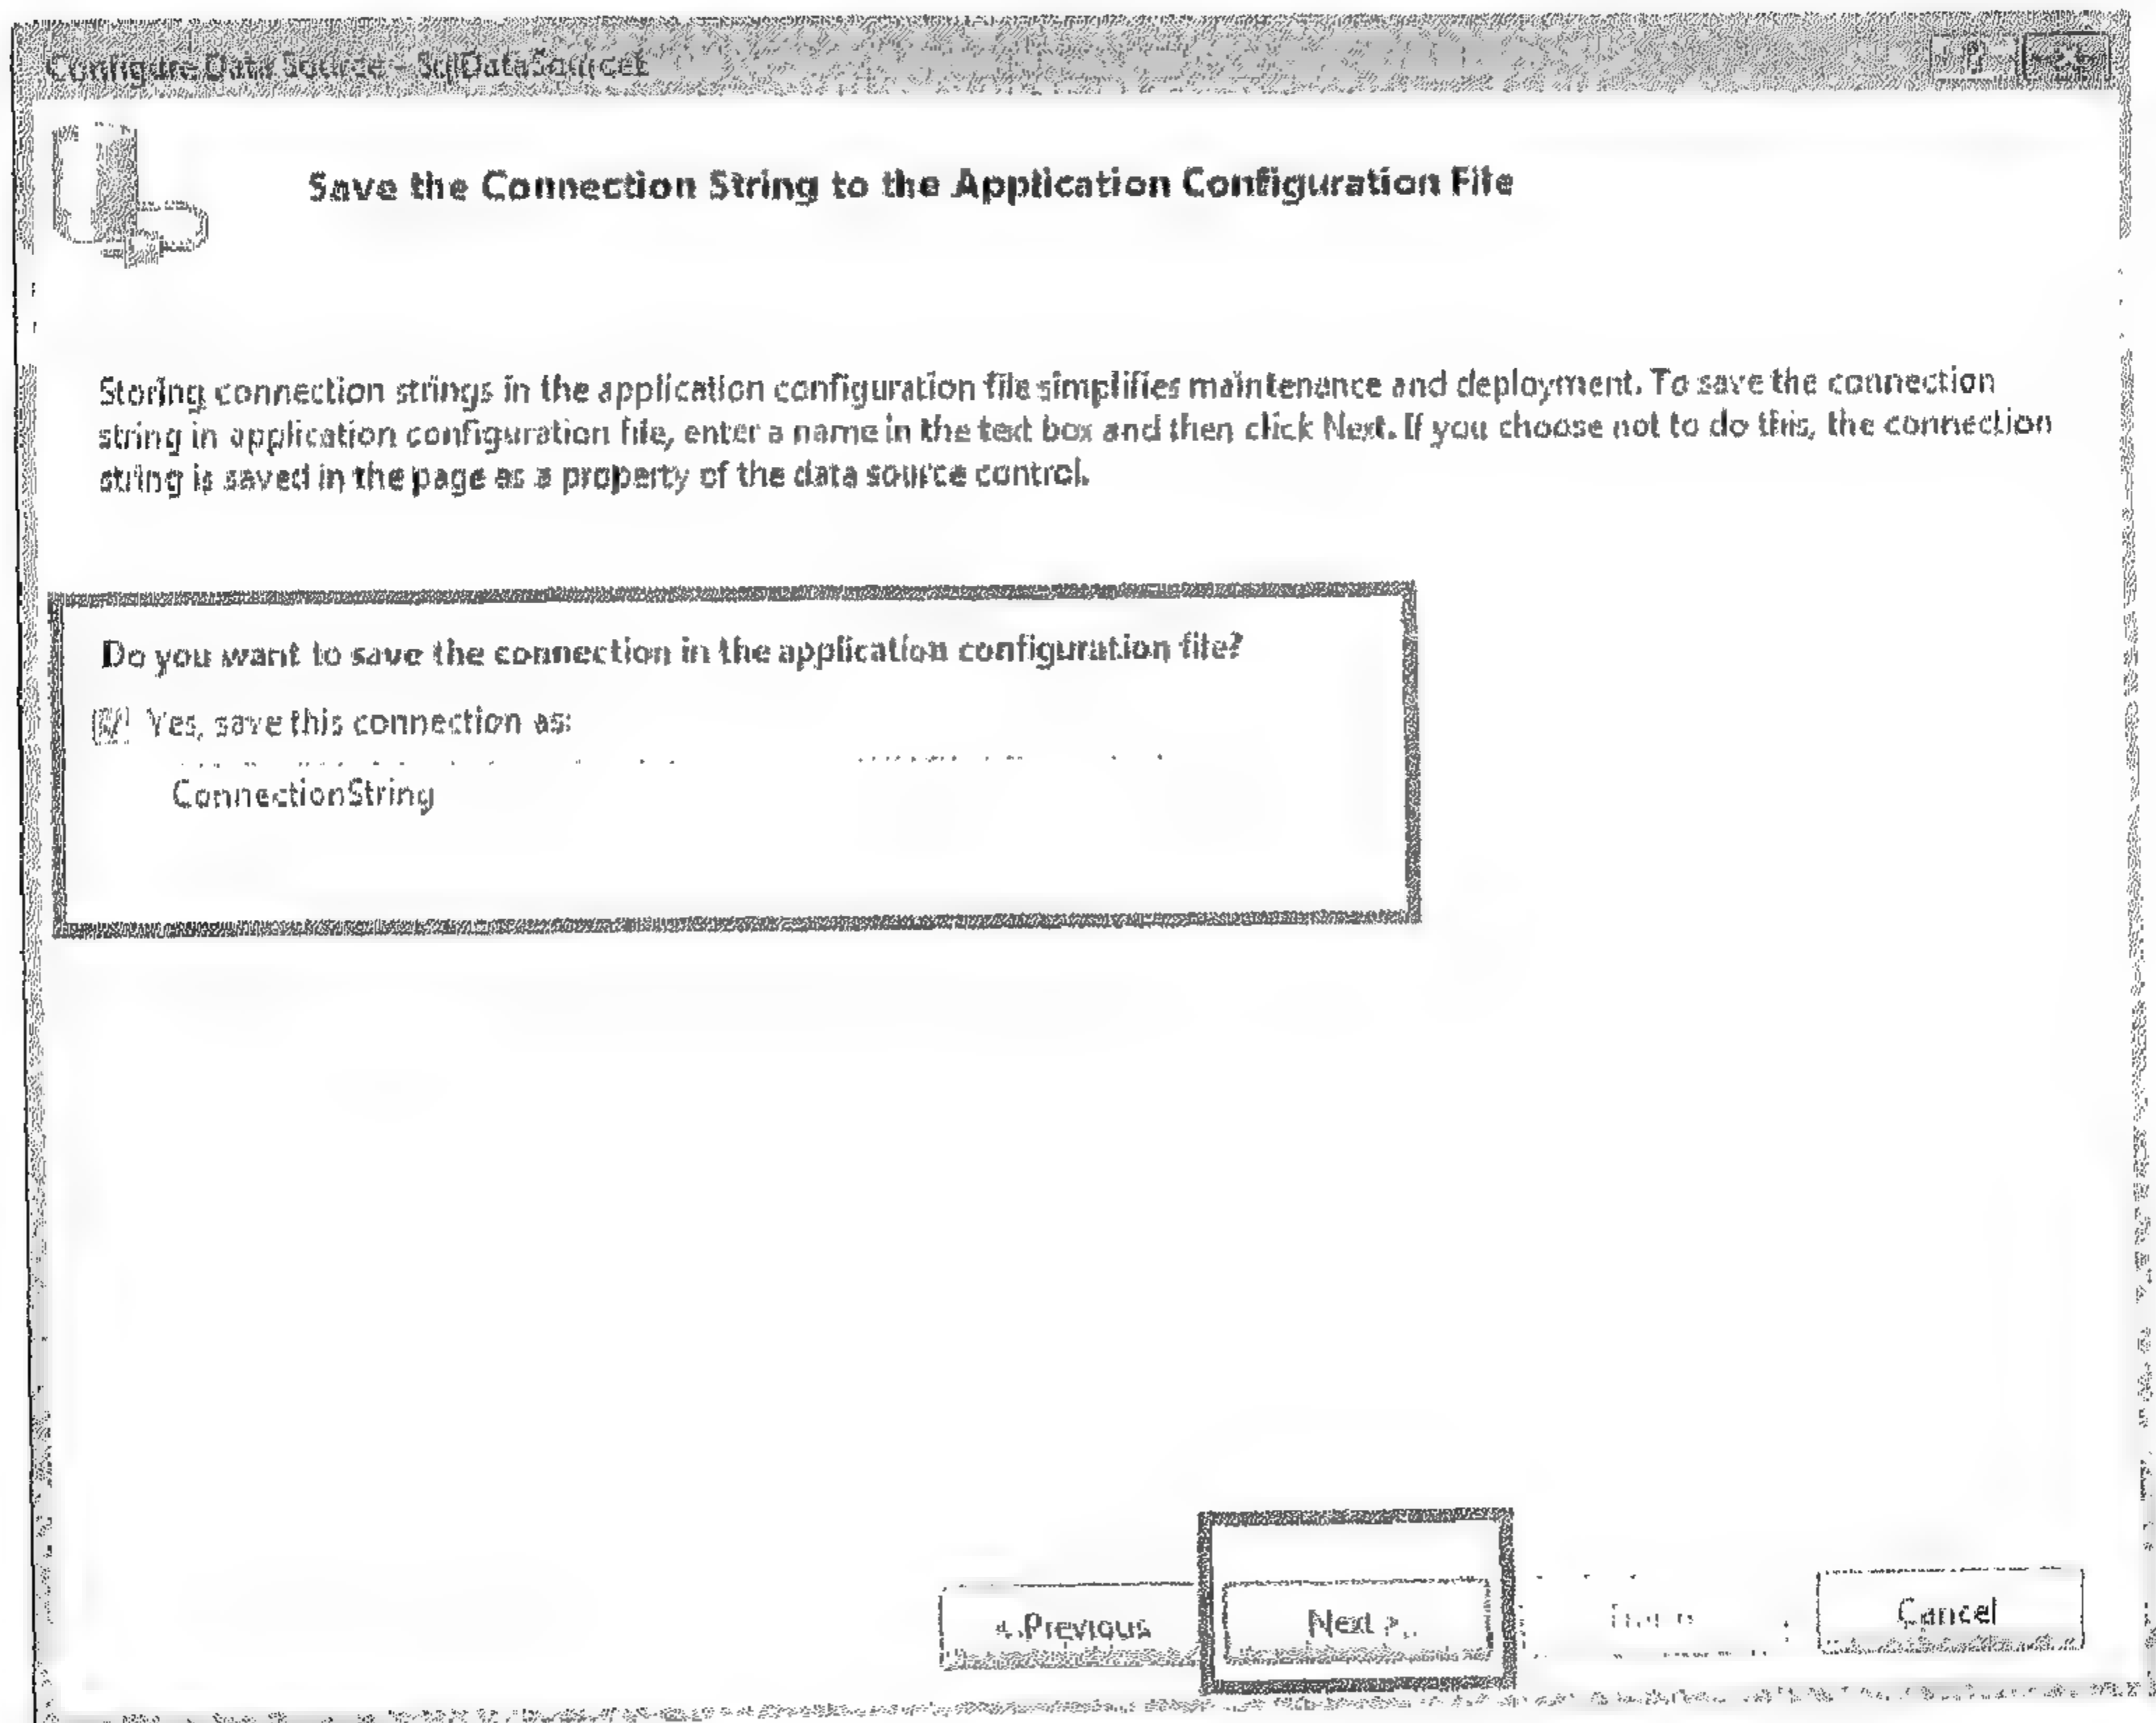 Configure Data Source - SqlDataSource1
Save the Connection String to the Application Configuration File
Storing connection strings in the application configuration file simplifies maintenance and deployment. To save the connection
string in application configuration file, enter a name in the text box and then click Next. If you choose not to do this, the connection
string is saved in the page as a property of the data source control.
Do you want to save the connection in the application configuration file?
Yes, save this connection as:
ConnectionString
< Previous
Next >
Cancel